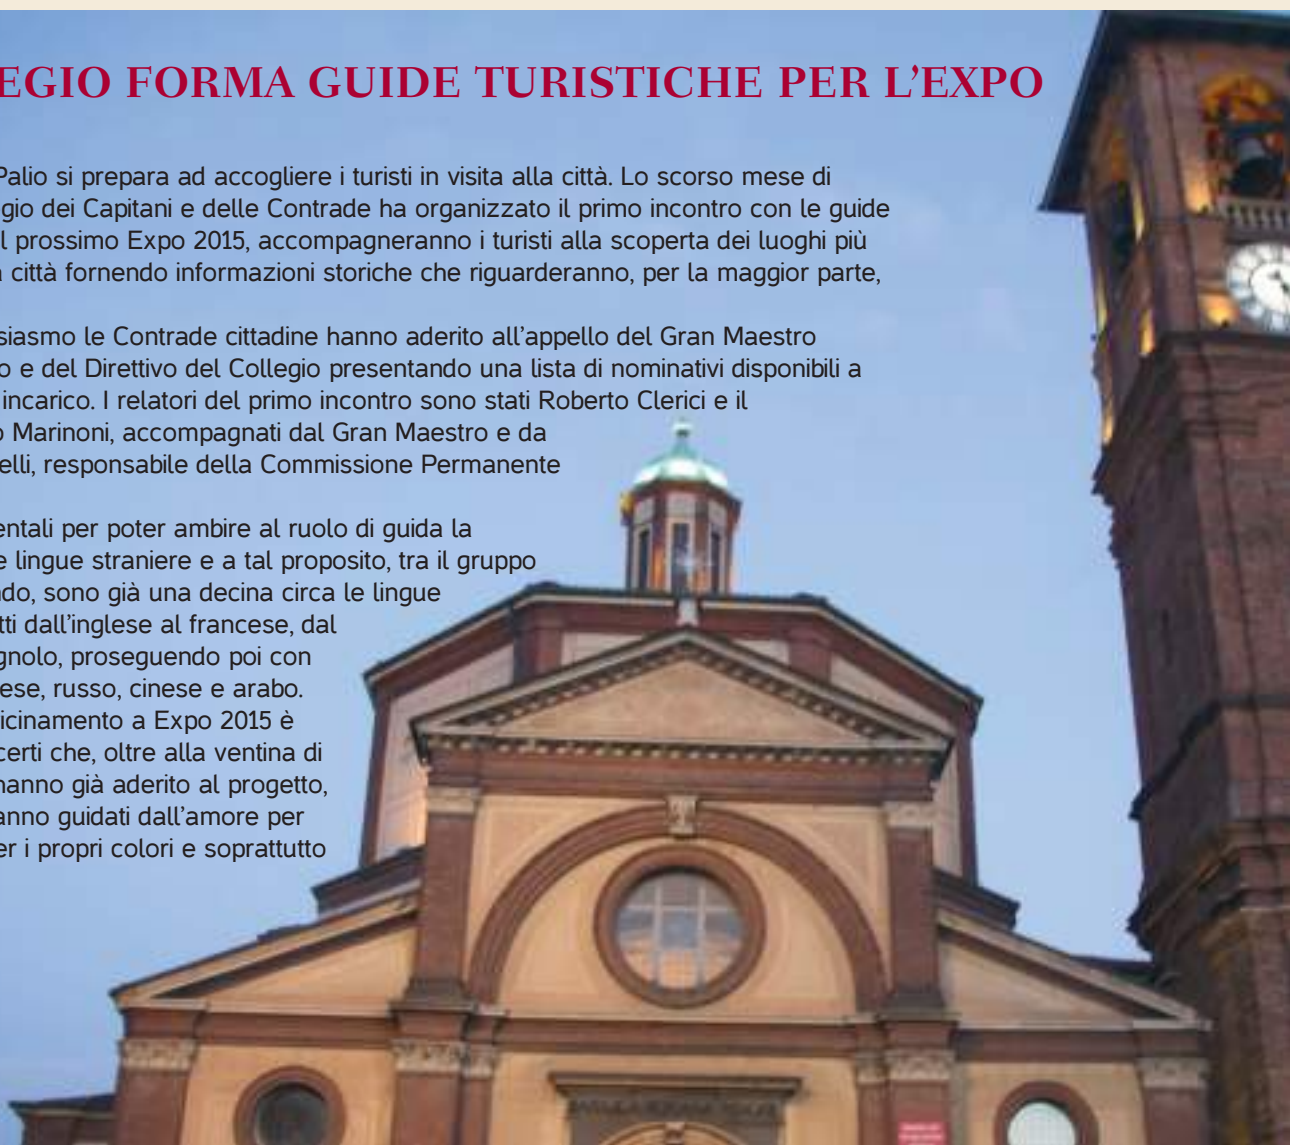 EGIO FORMA GUIDE TURISTICHE PER L'EXPO
Palio si prepara ad accogliere i turisti in visita alla città. Lo scorso mese di
gio dei Capitani e delle Contrade ha organizzato il primo incontro con le guide
l prossimo Expo 2015, accompagneranno i turisti alla scoperta dei luoghi più
a città fornendo informazioni storiche che riguarderanno, per la maggior parte,
siasmo le Contrade cittadine hanno aderito all'appello del Gran Maestro
o e del Direttivo del Collegio presentando una lista di nominativi disponibili a
incarico. I relatori del primo incontro sono stati Roberto Clerici e il
o Marinoni, accompagnati dal Gran Maestro e da
elli, responsabile della Commissione Permanente
entali per poter ambire al ruolo di guida la
e lingue straniere e a tal proposito, tra il gruppo
ndo, sono già una decina circa le lingue
tti dall'inglese al francese, dal
gnolo, proseguendo poi con
ese, russo, cinese e arabo.
icinamento a Expo 2015 è
certi che, oltre alla ventina di
hanno già aderito al progetto,
anno guidati dall'amore per
er i propri colori e soprattutto